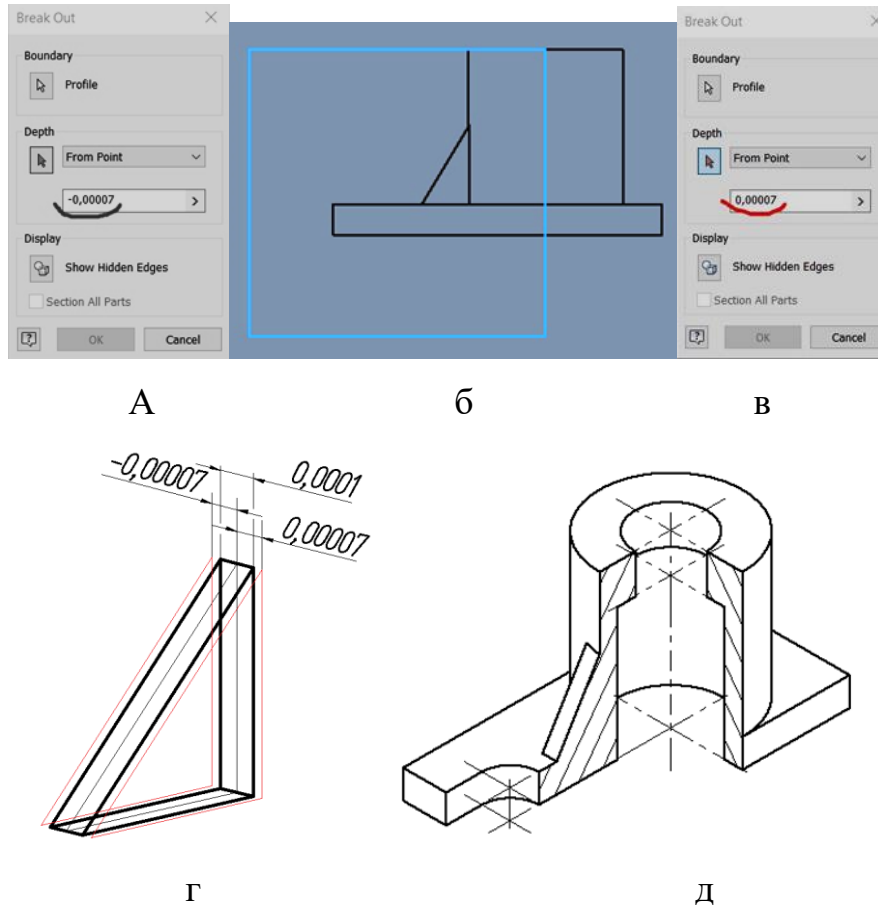 Break Out
Boundary
Profile
Depth
From Point
-0,00007
Display
Show Hidden Edges
Section All Parts
OK
Cancel
Break Out
Boundary
Profile
Depth
From Point
0,00007
Display
Show Hidden Edges
Section All Parts
OK
Cancel
А
б
в
-0,00007
0,0001
0,00007
г
д